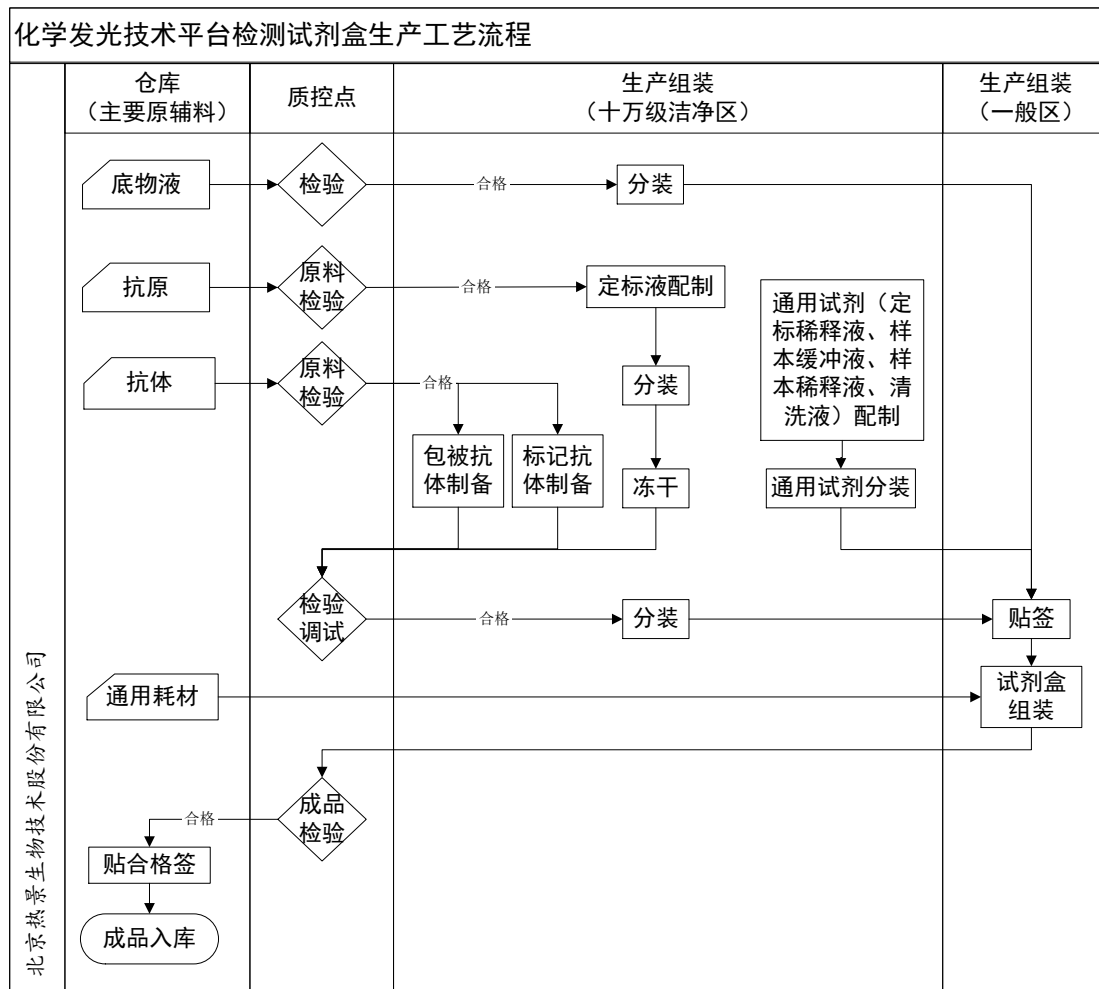 化学发光技术平台检测试剂盒生产工艺流程
仓库
（主要原辅料）
质控点
生产组装
（十万级洁净区）
生产组装
（一般区）
底物液
检验
合格
分装
抗原
原料
检验
合格
定标液配制
通用试剂（定
标稀释液、样
本缓冲液、样
本稀释液、清
洗液）配制
抗体
原料
检验
合格
分装
包被抗
体制备
标记抗
体制备
冻干
通用试剂分装
检验
调试
合格
分装
贴签
通用耗材
试剂盒
组装
成品
检验
合格
贴合格签
成品入库
北京热景生物技术股份有限公司